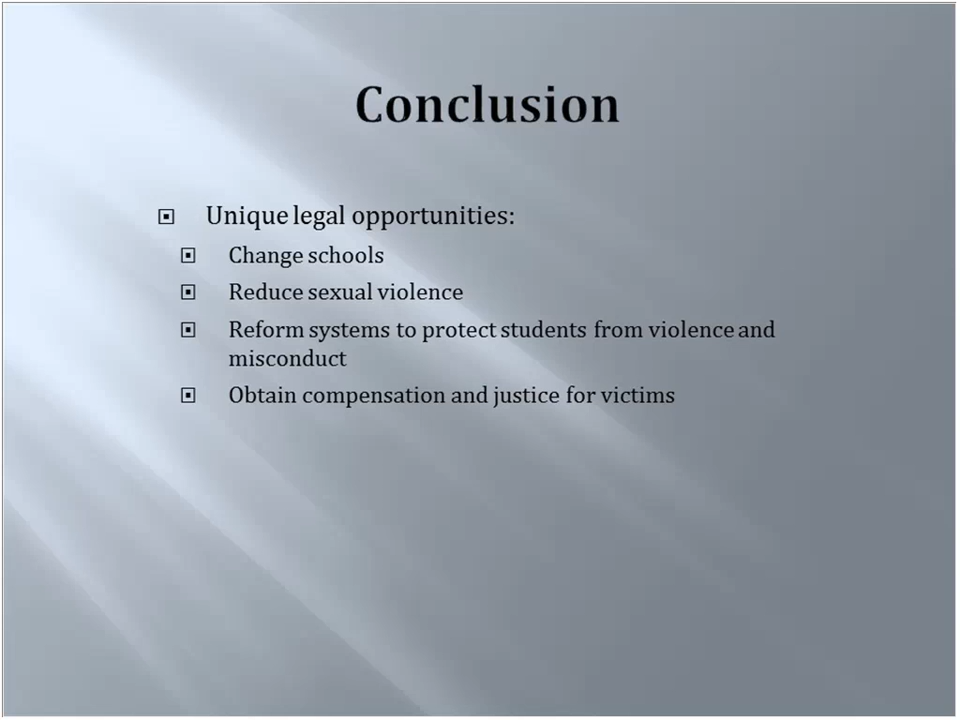 Conclusion
Unique legal opportunities:
Change schools
Reduce sexual violence
Reform systems to protect students from violence and
misconduct
Obtain compensation and justice for victims